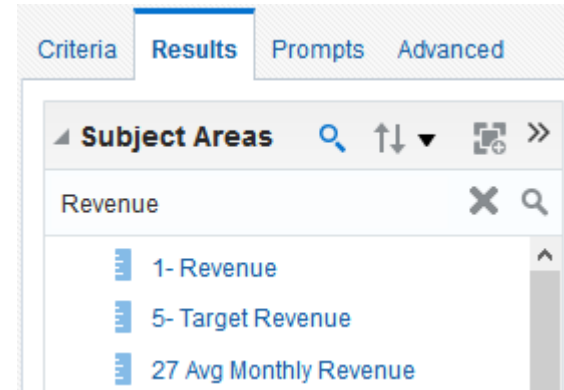 Criteria Results Prompts Advanced
Subject Areas
Revenue
1- Revenue
5- Target Revenue
27 Avg Monthly Revenue